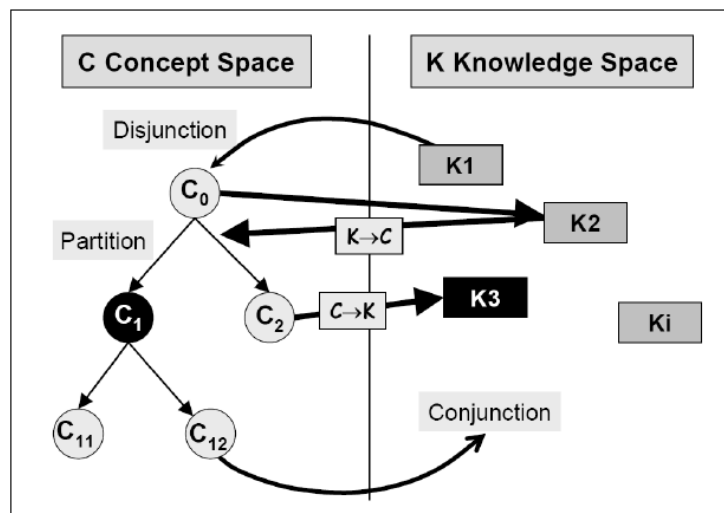 C Concept Space
K Knowledge Space
Disjunction
K1
C₀
K2
Partition
K→C
K3
C₁
C₂
C→K
Ki
Conjunction
C₁₁
C₁₂